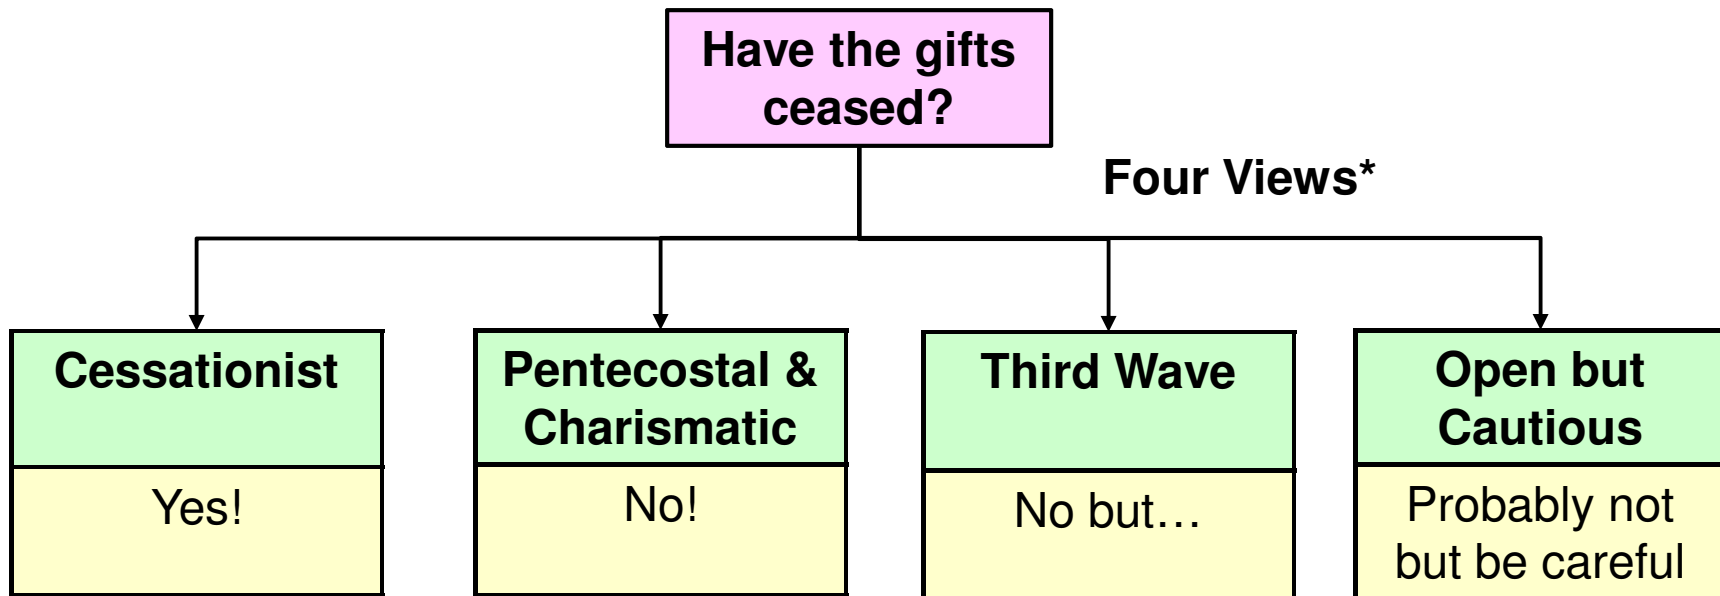 Have the gifts
ceased?
Four Views*
Cessationist
Yes!
Pentecostal &
Charismatic
No!
Third Wave
No but…
Open but
Cautious
Probably not
but be careful